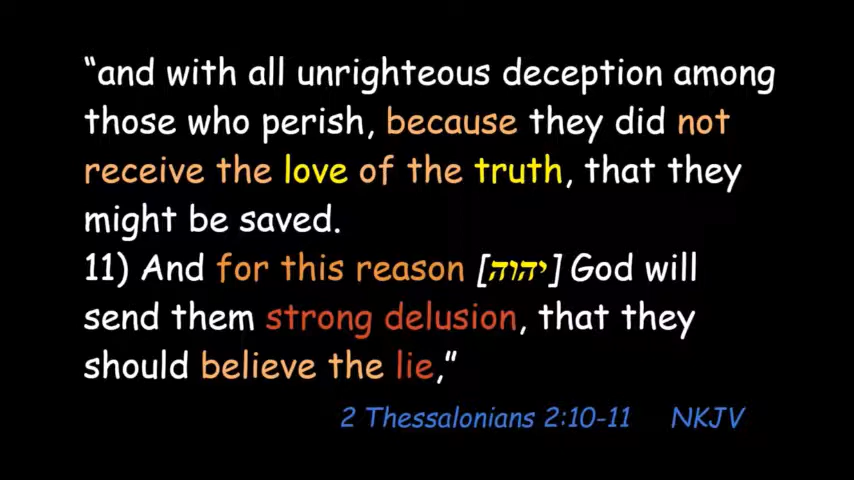 “and with all unrighteous deception among
those who perish, because they did not
receive the love of the truth, that they
might be saved.
11) And for this reason [יהוה] God will
send them strong delusion, that they
should believe the lie,”
2 Thessalonians 2:10-11 NKJV